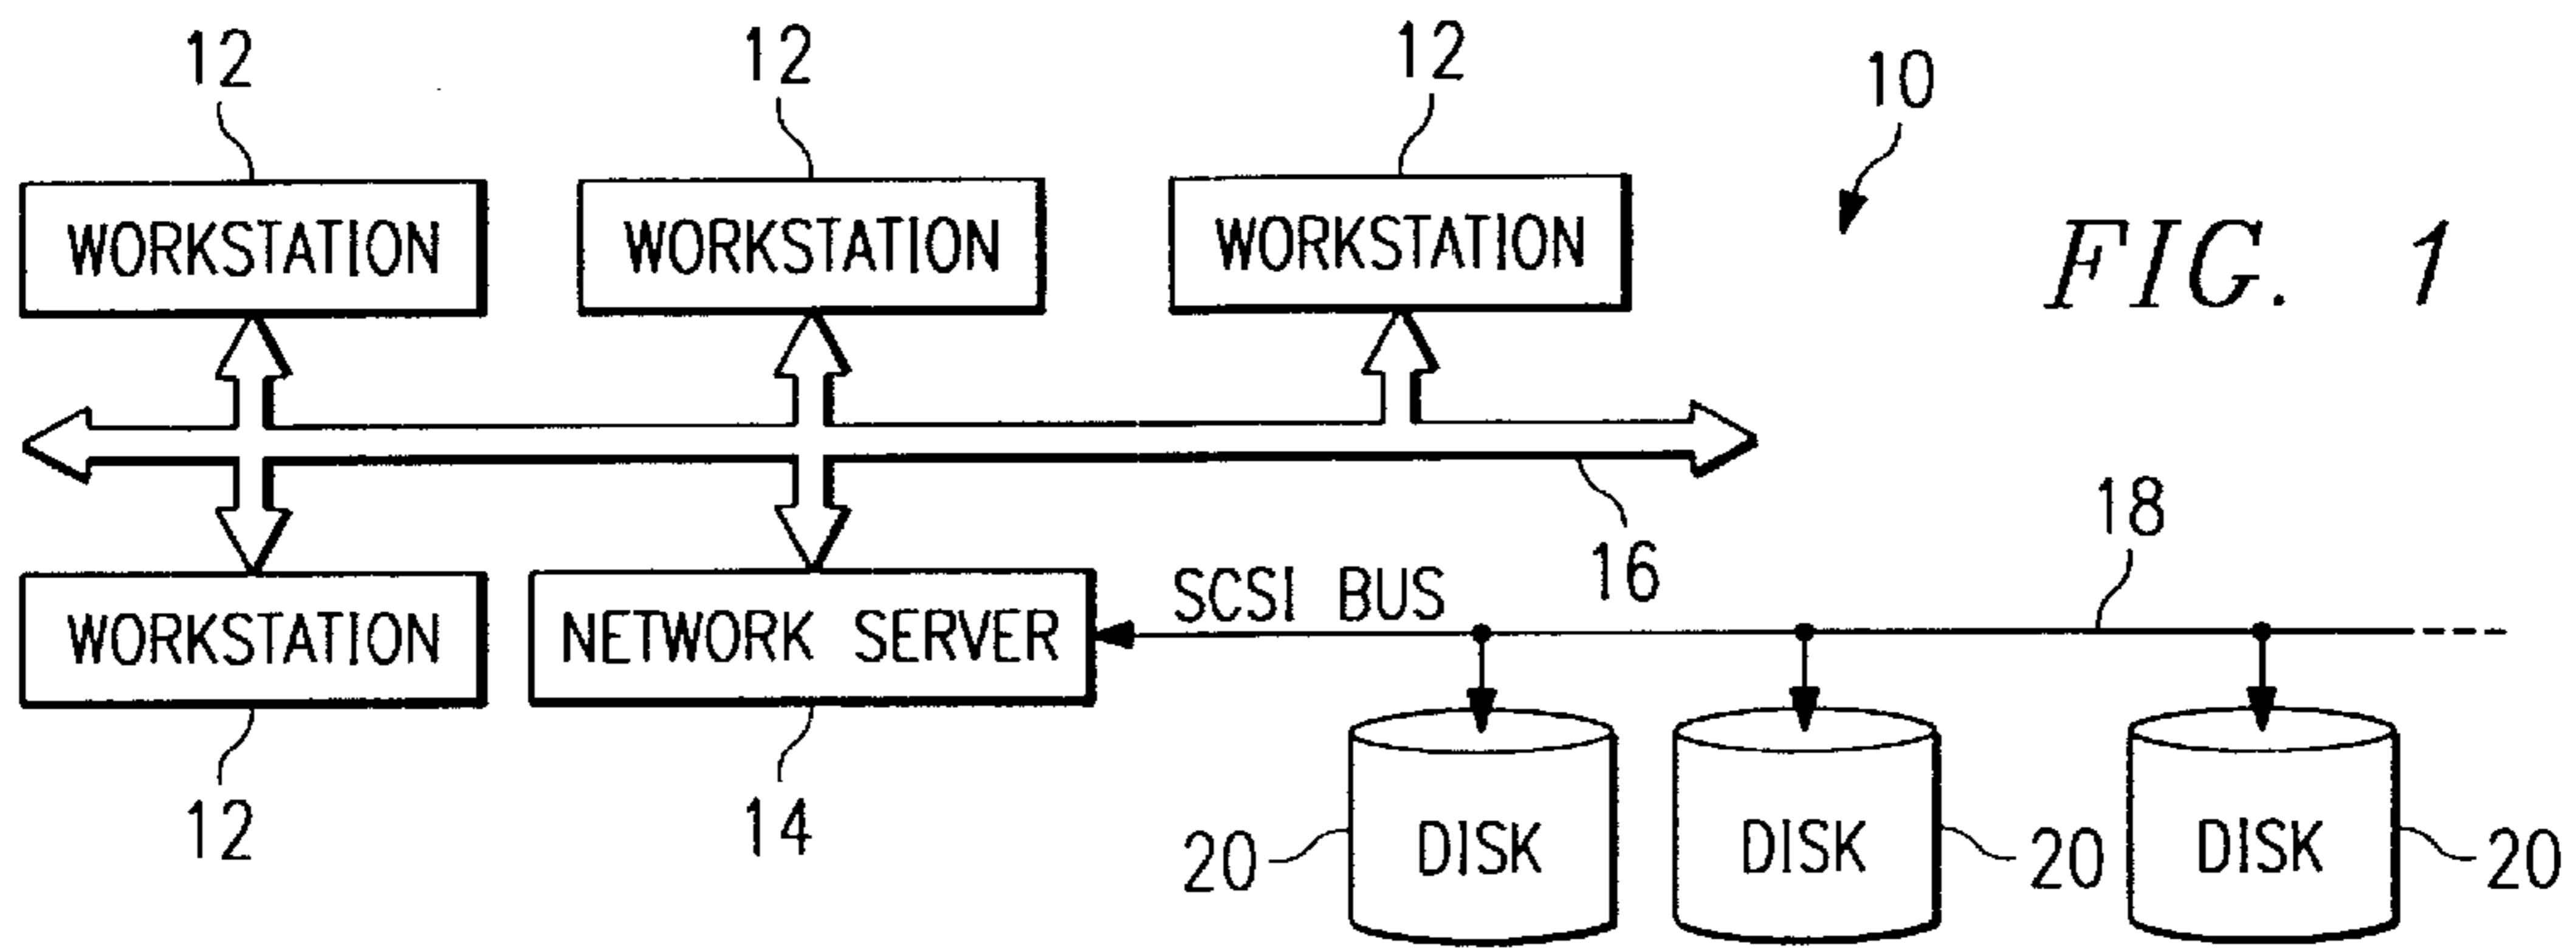 12 12 12 10
WORKSTATION WORKSTATION WORKSTATION
FIG. 1
16 18
WORKSTATION NETWORK SERVER SCSI BUS
12 14
20 DISK DISK 20 DISK 20